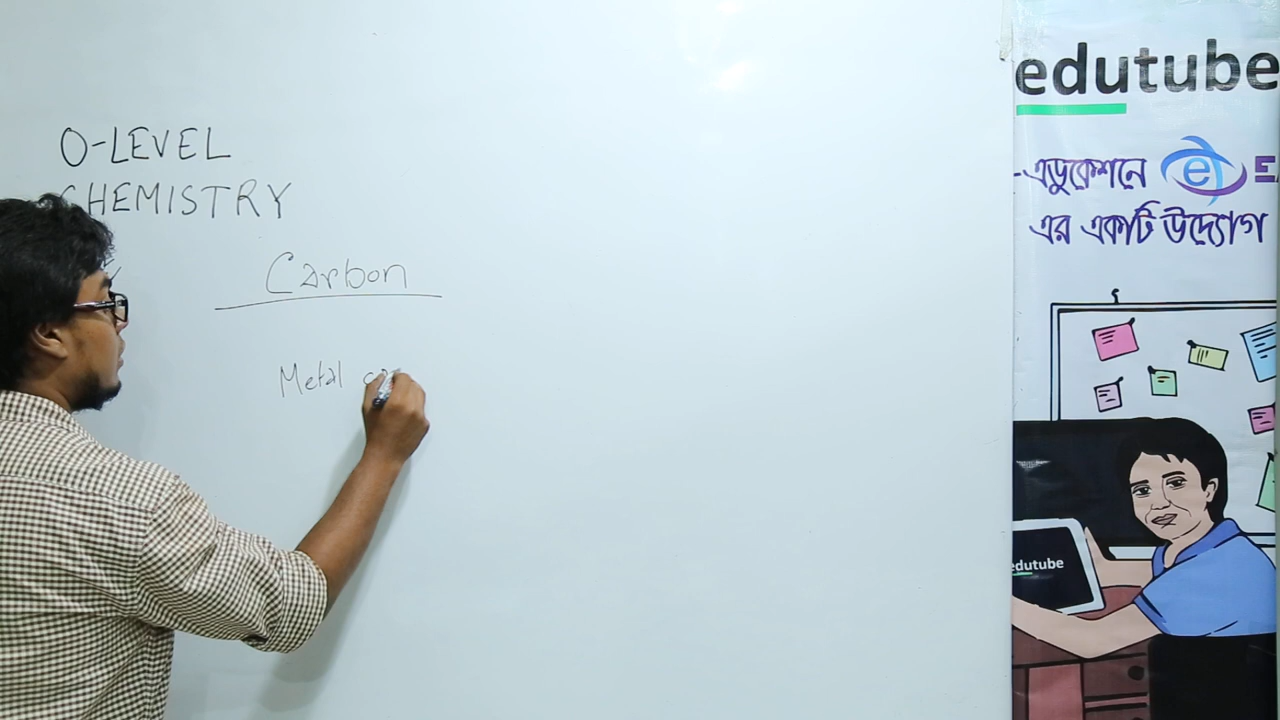 O-LEVEL
CHEMISTRY
Carbon
Metal
edutube
-এডুকেশনে
এর একটি উদ্যোগ
edutube